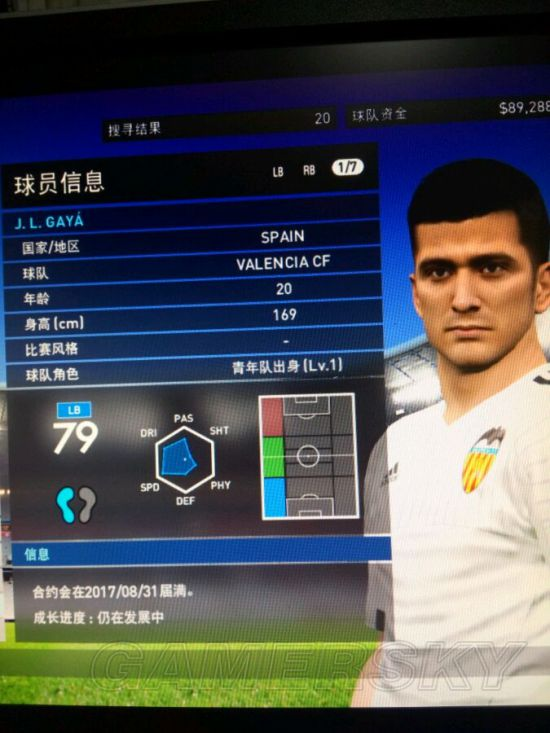 搜寻结果 20 球队资金 $89,288
球员信息 LB RB 1/7
J. L. GAYÁ
国家/地区 SPAIN
球队 VALENCIA CF
年龄 20
身高(cm) 169
比赛风格 -
球队角色 青年队出身(Lv.1)
LB
79
PAS
DRI SHT
SPD PHY
DEF
信息
合约会在2017/08/31届满。
成长进度:仍在发展中
GAMERSKY